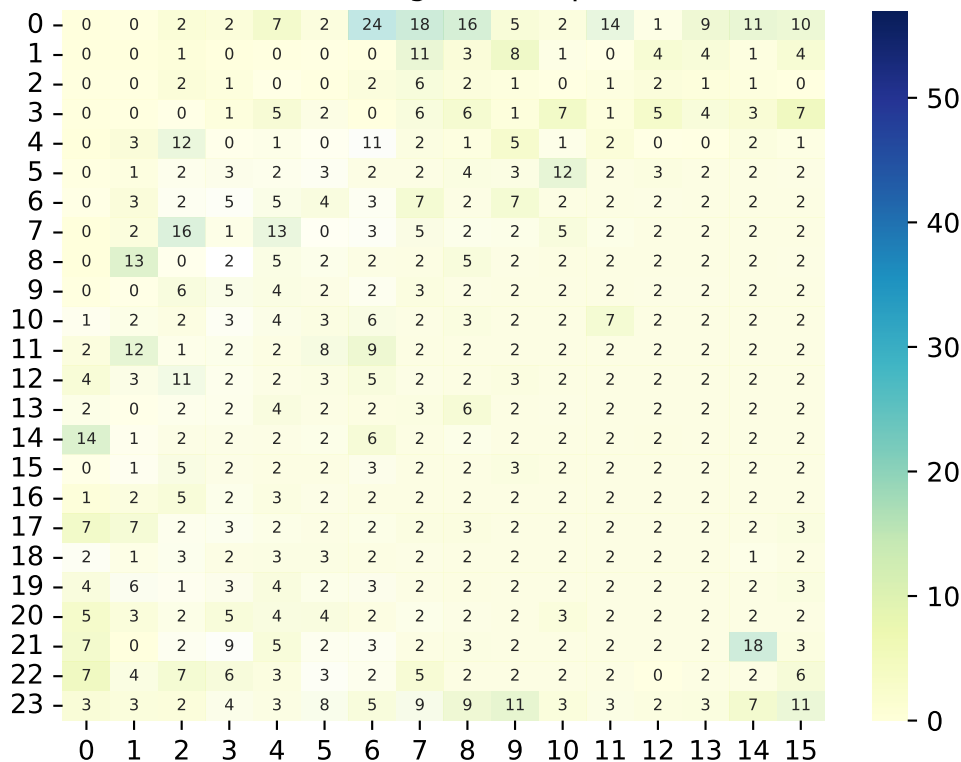 0 0 0 2 2 7 2 24 18 16 5 2 14 1 9 11 10
1 0 0 1 0 0 0 0 11 3 8 1 0 4 4 1 4
2 0 0 2 1 0 0 2 6 2 1 0 1 2 1 1 0
3 0 0 0 1 5 2 0 6 6 1 7 1 5 4 3 7
4 0 3 12 0 1 0 11 2 1 5 1 2 0 0 2 1
5 0 1 2 3 2 3 2 2 4 3 12 2 3 2 2 2
6 0 3 2 5 5 4 3 7 2 7 2 2 2 2 2 2
7 0 2 16 1 13 0 3 5 2 2 5 2 2 2 2 2
8 0 13 0 2 5 2 2 2 5 2 2 2 2 2 2 2
9 0 0 6 5 4 2 2 3 2 2 2 2 2 2 2 2
10 1 2 2 3 4 3 6 2 3 2 2 7 2 2 2 2
11 2 12 1 2 2 8 9 2 2 2 2 2 2 2 2 2
12 4 3 11 2 2 3 5 2 2 3 2 2 2 2 2 2
13 2 0 2 2 4 2 2 3 6 2 2 2 2 2 2 2
14 14 1 2 2 2 2 6 2 2 2 2 2 2 2 2 2
15 0 1 5 2 2 2 3 2 2 3 2 2 2 2 2 2
16 1 2 5 2 3 2 2 2 2 2 2 2 2 2 2 2
17 7 7 2 3 2 2 2 2 3 2 2 2 2 2 2 3
18 2 1 3 2 3 3 2 2 2 2 2 2 2 2 1 2
19 4 6 1 3 4 2 3 2 2 2 2 2 2 2 2 3
20 5 3 2 5 4 4 2 2 2 2 3 2 2 2 2 2
21 7 0 2 9 5 2 3 2 3 2 2 2 2 2 18 3
22 7 4 7 6 3 3 2 5 2 2 2 2 0 2 2 6
23 3 3 2 4 3 8 5 9 9 11 3 3 2 3 7 11
0 1 2 3 4 5 6 7 8 9 10 11 12 13 14 15
50
40
30
20
10
0